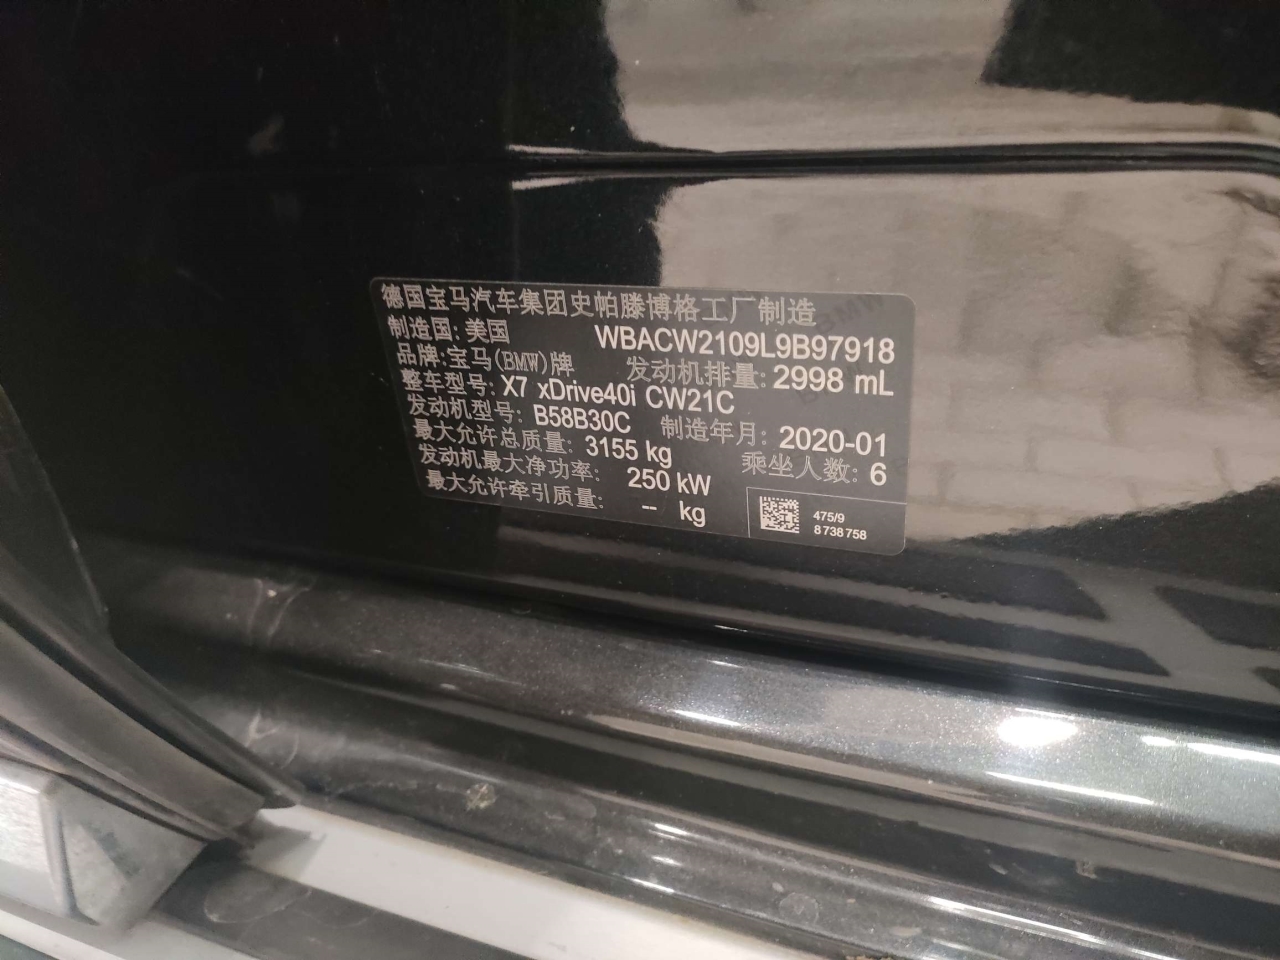 德国宝马汽车集团史帕滕博格工厂制造
制造国: 美国 WBACW2109L9B97918
品牌: 宝马(BMW)牌 发动机排量: 2998 mL
整车型号: X7 xDrive40i CW21C
发动机型号: B58B30C 制造年月: 2020-01
最大允许总质量: 3155 kg 乘坐人数: 6
发动机最大净功率: 250 kW
最大允许牵引质量: -- kg
475/9
8738758